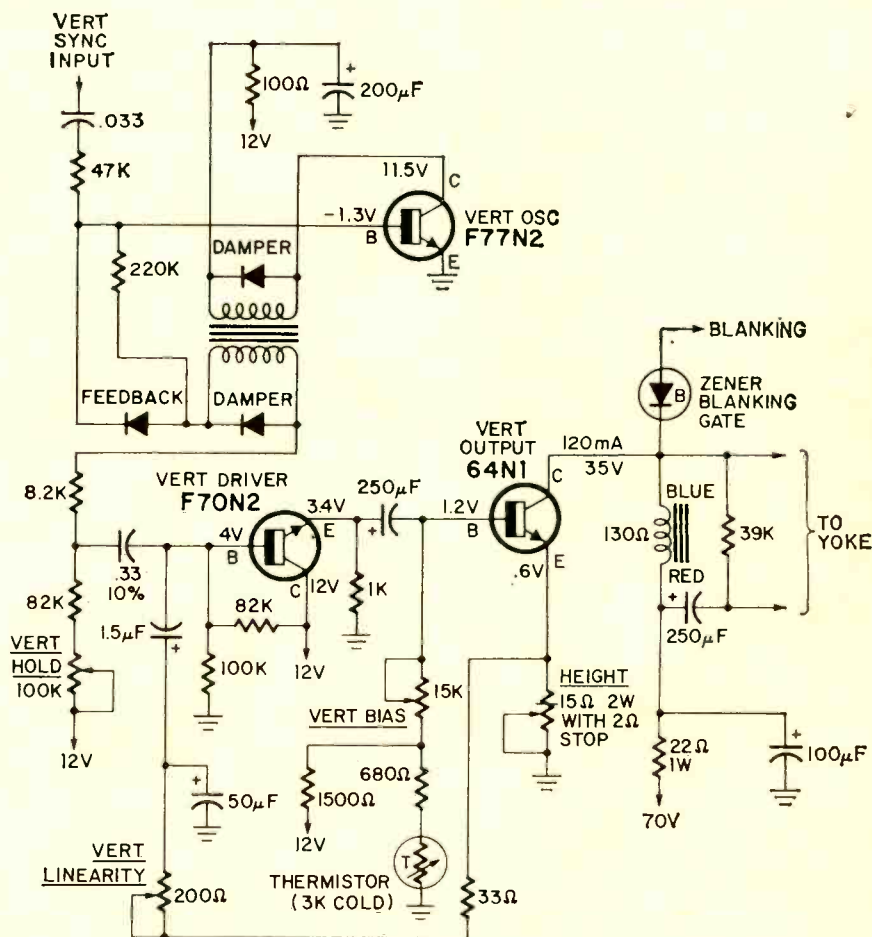 VERT
SYNC
INPUT
.033
47K
220K
100Ω
12V
+
200µF
11.5V
C
-1.3V
B
E
VERT OSC
F77N2
DAMPER
FEEDBACK
DAMPER
BLANKING
B
ZENER
BLANKING
GATE
8.2K
VERT DRIVER
F70N2
4V
B
3.4V
E
12V
C
.33
10%
82K
VERT
HOLD
100K
12V
1.5µF
+
82K
100K
12V
1K
250µF
+
VERT
OUTPUT
64N1
1.2V
B
C
120mA
35V
E
.6V
130Ω
BLUE
RED
39K
TO
YOKE
+
250µF
15K
VERT BIAS
HEIGHT
15Ω 2W
WITH 2Ω
STOP
22Ω
1W
70V
+
100µF
+
50µF
1500Ω
12V
680Ω
T
THERMISTOR
(3K COLD)
VERT
LINEARITY
200Ω
33Ω